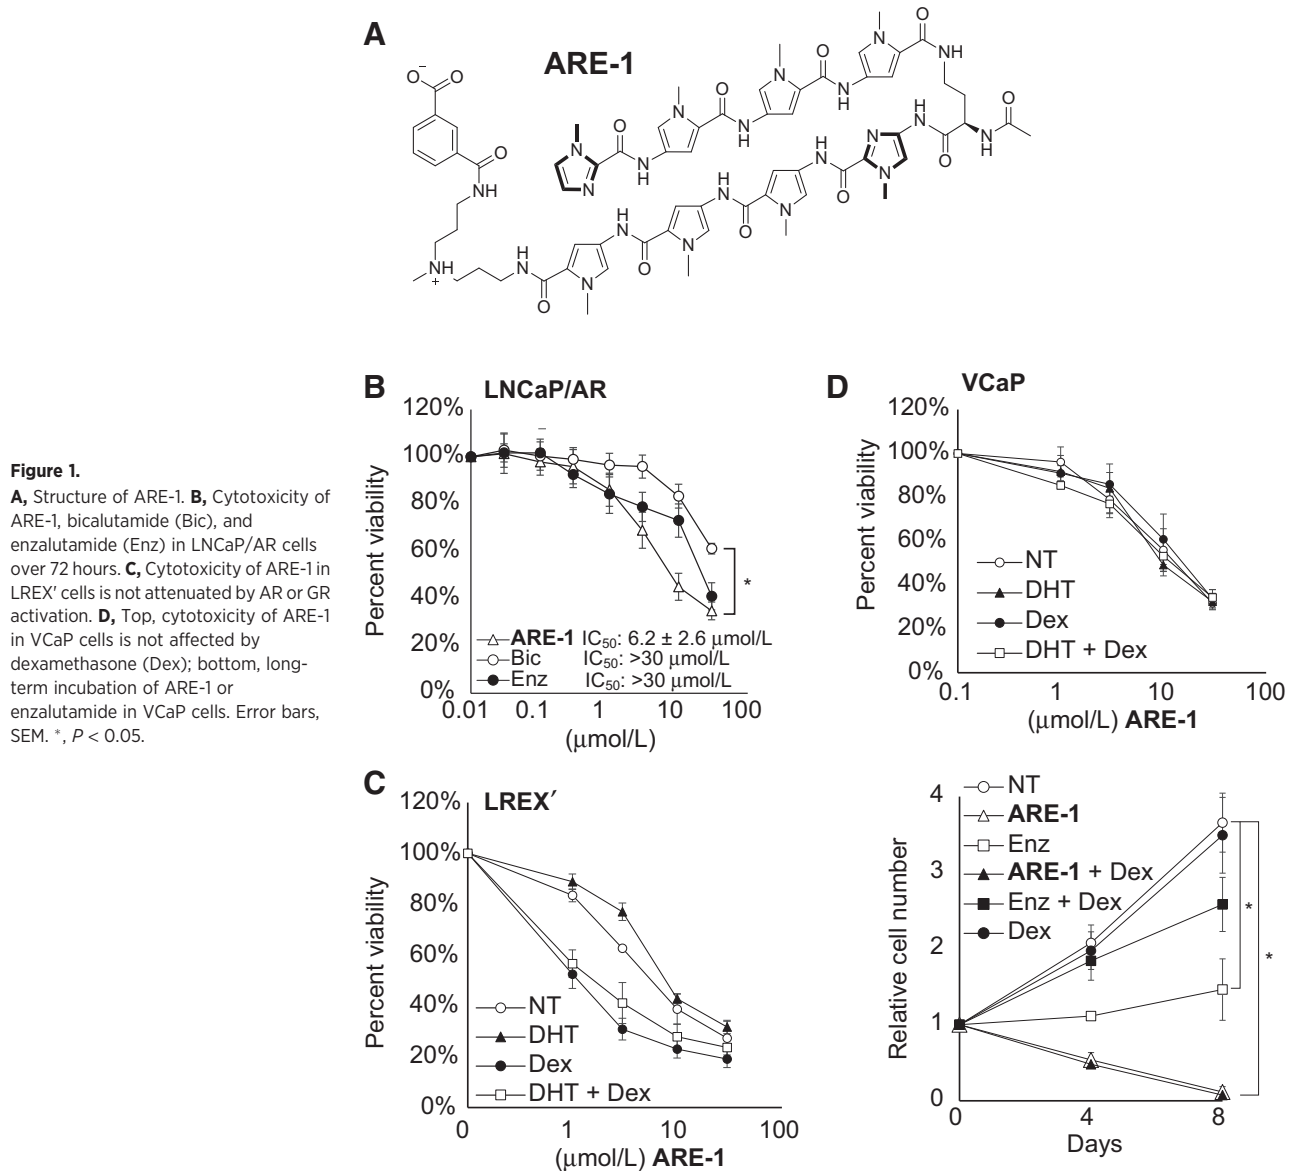 A
ARE-1
O−
O
O
NH
NH
+
N
N
O
N
H
N
O
N
H
N
O
N
H
N
O
NH
O
N
H
O
H
N
N
N
O
H
N
N
O
H
N
N
O
H
N
N
O
H
N
Figure 1.
A, Structure of ARE-1. B, Cytotoxicity of
ARE-1, bicalutamide (Bic), and
enzalutamide (Enz) in LNCaP/AR cells
over 72 hours. C, Cytotoxicity of ARE-1 in
LREX′ cells is not attenuated by AR or GR
activation. D, Top, cytotoxicity of ARE-1
in VCaP cells is not affected by
dexamethasone (Dex); bottom, long-
term incubation of ARE-1 or
enzalutamide in VCaP cells. Error bars,
SEM. *, P < 0.05.
B
LNCaP/AR
Percent viability
120%
100%
80%
60%
40%
20%
0%
*
ARE-1 IC50: 6.2 ± 2.6 μmol/L
Bic IC50: >30 μmol/L
Enz IC50: >30 μmol/L
0.01 0.1 1 10 100
(μmol/L)
D
VCaP
Percent viability
120%
100%
80%
60%
40%
20%
0%
NT
DHT
Dex
DHT + Dex
0.1 1 10 100
(μmol/L) ARE-1
C
LREX′
Percent viability
120%
100%
80%
60%
40%
20%
0%
NT
DHT
Dex
DHT + Dex
0 1 10 100
(μmol/L) ARE-1
Relative cell number
4
3
2
1
0
NT
ARE-1
Enz
ARE-1 + Dex
Enz + Dex
Dex
*
*
0 4 8
Days